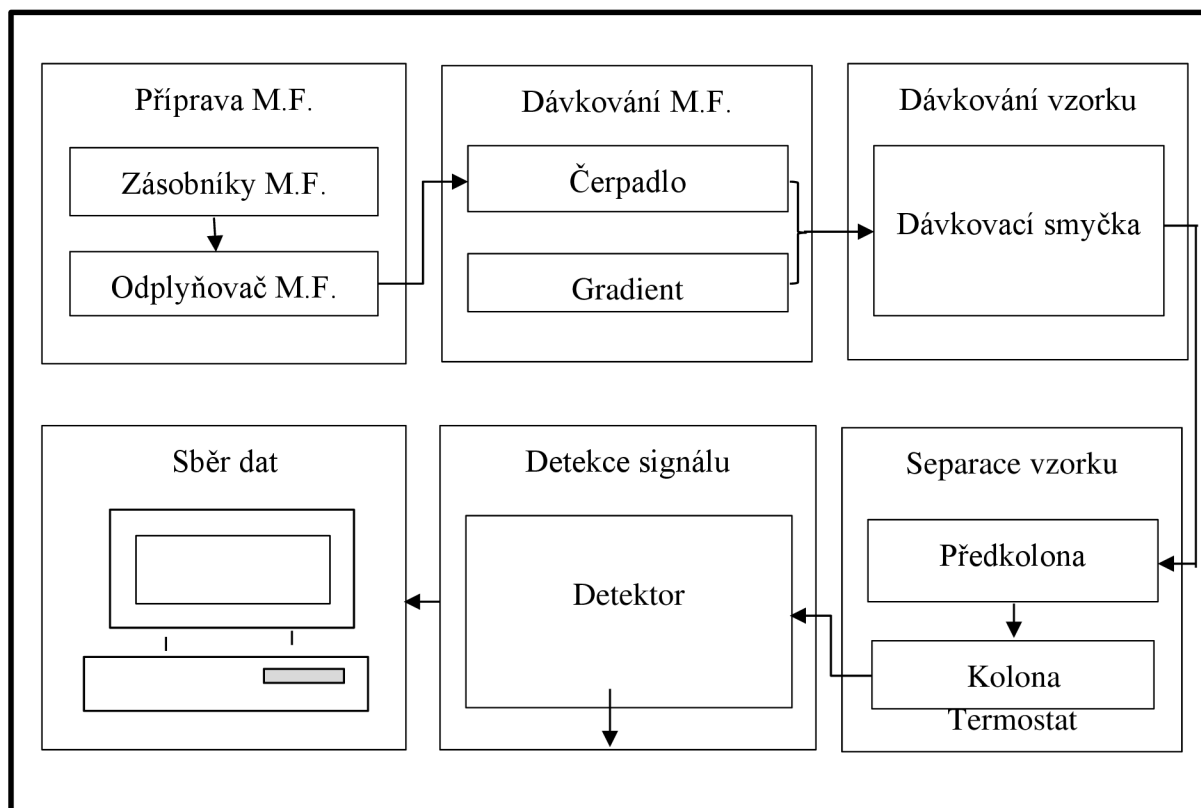 Příprava M.F.
Zásobníky M.F.
Odplyňovač M.F.
Dávkování M.F.
Čerpadlo
Gradient
Dávkování vzorku
Dávkovací smyčka
Sběr dat
Detekce signálu
Detektor
Separace vzorku
Předkolona
Kolona
Termostat